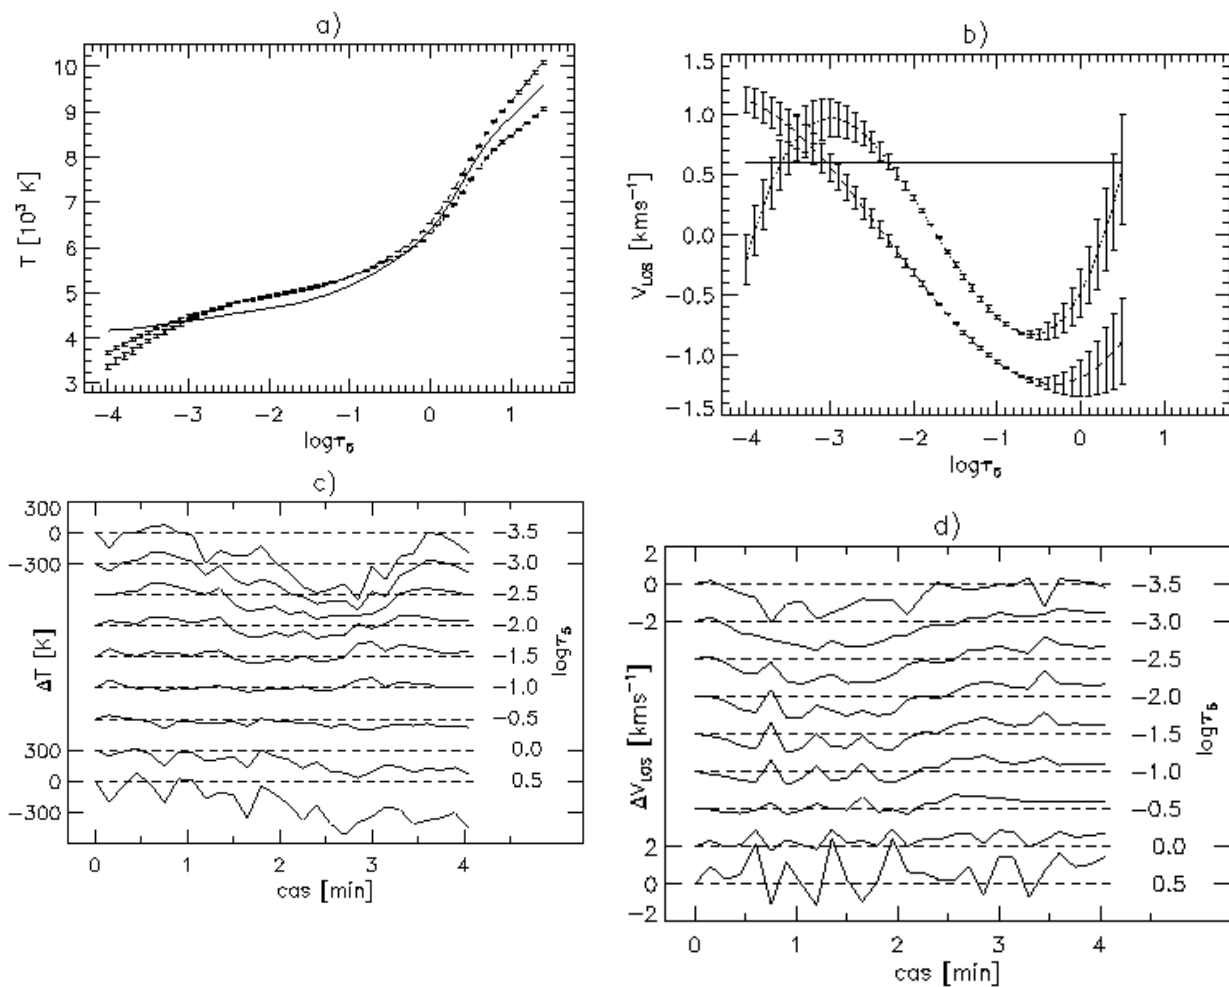 a)
10
9
8
7
6
5
4
3
T [10³ K]
−4 −3 −2 −1 0 1
logτ₅
b)
1.5
1.0
0.5
0.0
−0.5
−1.0
−1.5
V_LOS [kms⁻¹]
−4 −3 −2 −1 0 1
logτ₅
c)
300
0
−300
300
0
−300
ΔT [K]
−3.5
−3.0
−2.5
−2.0
−1.5
−1.0
−0.5
0.0
0.5
logτ₅
0 1 2 3 4
cas [min]
d)
2
0
−2
2
0
−2
ΔV_LOS [kms⁻¹]
−3.5
−3.0
−2.5
−2.0
−1.5
−1.0
−0.5
0.0
0.5
logτ₅
0 1 2 3 4
cas [min]